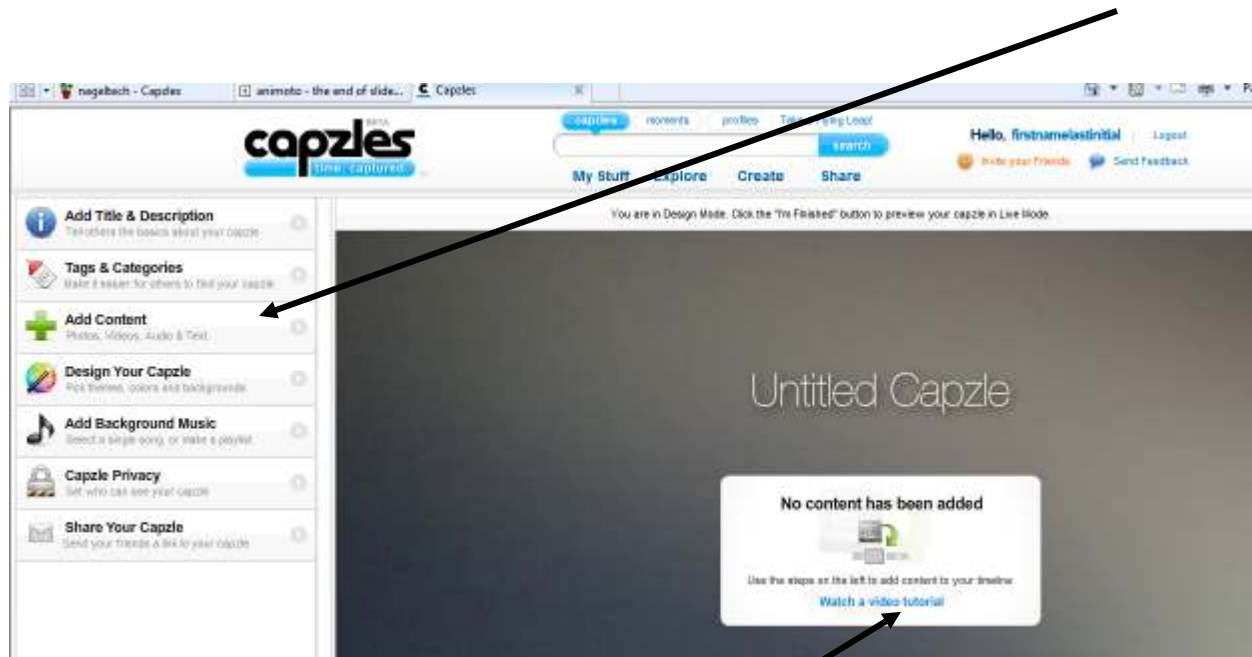 nageltech - Capzles
animoto - the end of slide...
Capzles
BETA
capzles
time. captured.
capzles moments profiles Take a Flying Leap!
search
My Stuff Explore Create Share
Hello, firstnamelastinitial
Logout
Invite your Friends
Send Feedback
Add Title & Description
Tell others the basics about your capzle
Tags & Categories
Make it easier for others to find your capzle
Add Content
Photos, Videos, Audio & Text
Design Your Capzle
Pick themes, colors and backgrounds
Add Background Music
Select a single song, or make a playlist
Capzle Privacy
Set who can see your capzle
Share Your Capzle
Send your friends a link to your capzle
You are in Design Mode. Click the "I'm Finished" button to preview your capzle in Live Mode.
Untitled Capzle
No content has been added
Use the steps on the left to add content to your timeline.
Watch a video tutorial